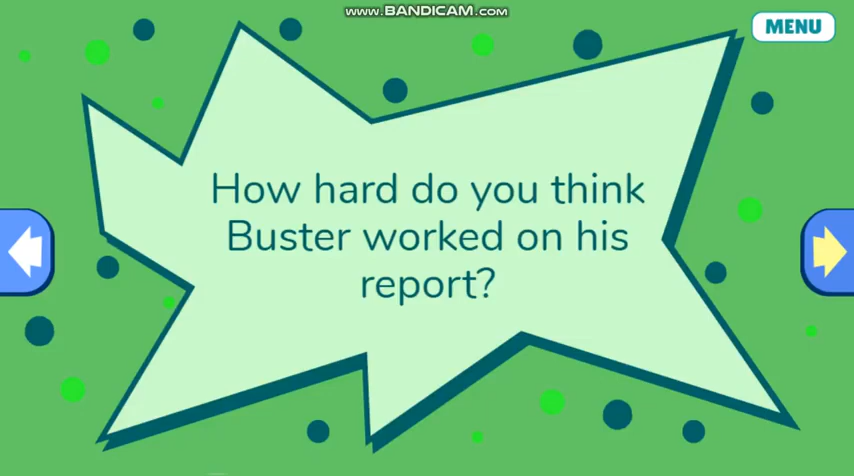 www.BANDICAM.com
MENU
How hard do you think
Buster worked on his
report?